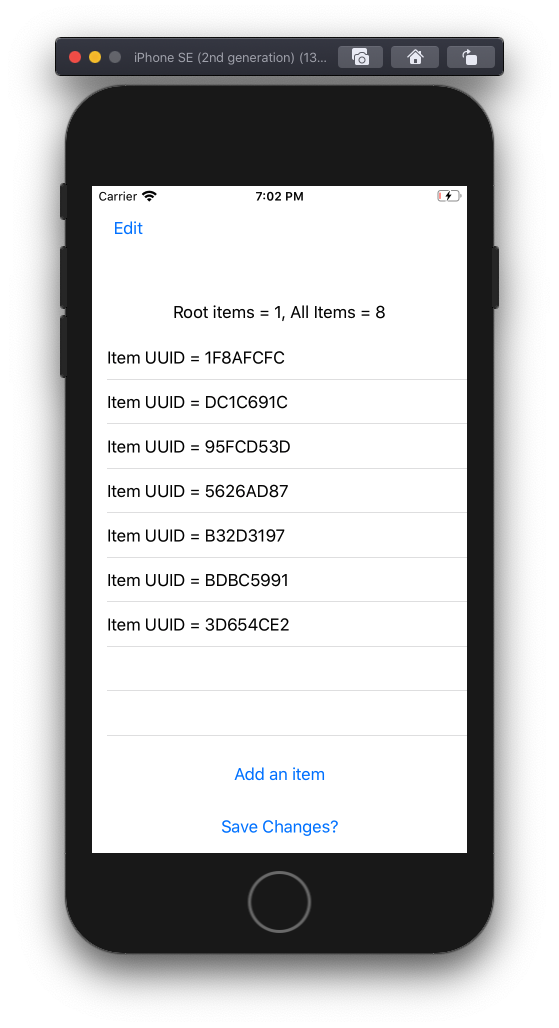 iPhone SE (2nd generation) (13...
Carrier 7:02 PM
Edit
Root items = 1, All Items = 8
Item UUID = 1F8AFCFC
Item UUID = DC1C691C
Item UUID = 95FCD53D
Item UUID = 5626AD87
Item UUID = B32D3197
Item UUID = BDBC5991
Item UUID = 3D654CE2
Add an item
Save Changes?